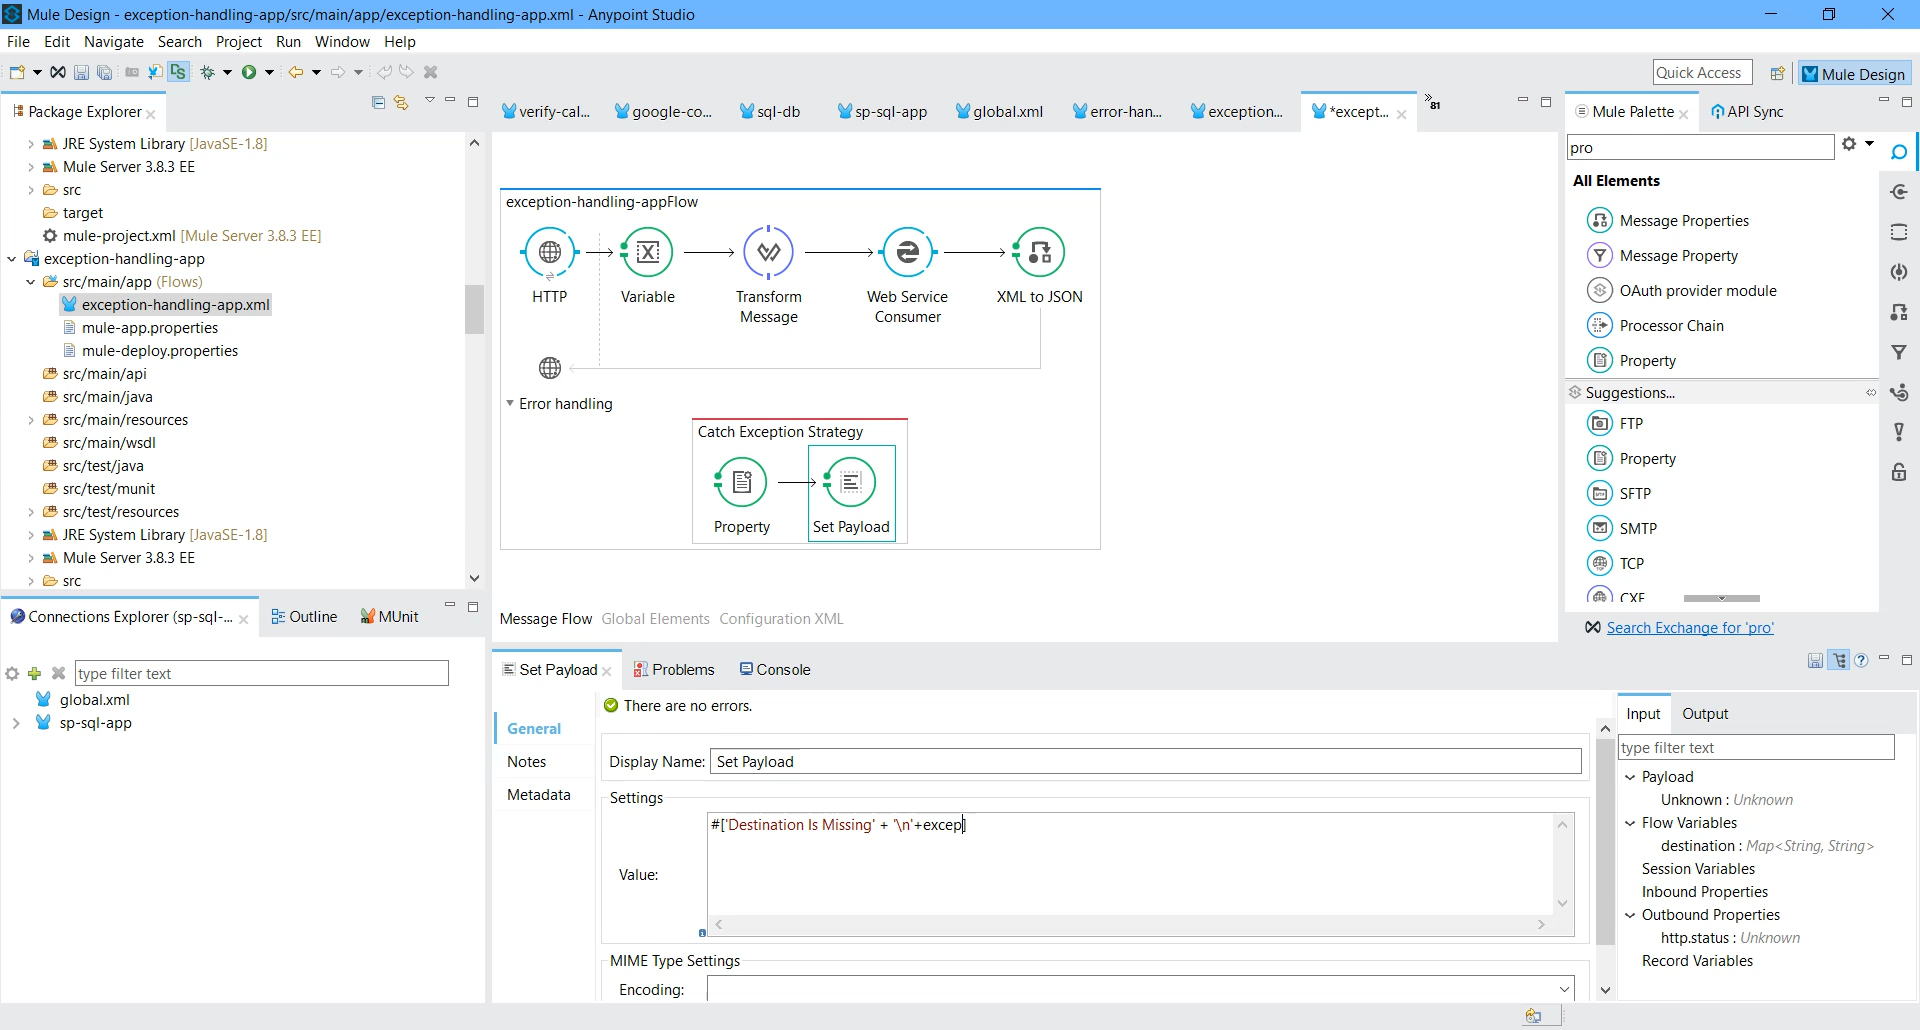 Mule Design - exception-handling-app/src/main/app/exception-handling-app.xml - Anypoint Studio
File Edit Navigate Search Project Run Window Help
Quick Access
Mule Design
Package Explorer
JRE System Library [JavaSE-1.8]
Mule Server 3.8.3 EE
src
target
mule-project.xml [Mule Server 3.8.3 EE]
exception-handling-app
src/main/app (Flows)
exception-handling-app.xml
mule-app.properties
mule-deploy.properties
src/main/api
src/main/java
src/main/resources
src/main/wsdl
src/test/java
src/test/munit
src/test/resources
JRE System Library [JavaSE-1.8]
Mule Server 3.8.3 EE
src
Connections Explorer (sp-sql-... Outline MUnit
type filter text
global.xml
sp-sql-app
verify-cal... google-co... sql-db sp-sql-app global.xml error-han... exception... *except... »81
exception-handling-appFlow
HTTP Variable Transform Message Web Service Consumer XML to JSON
Error handling
Catch Exception Strategy
Property Set Payload
Message Flow Global Elements Configuration XML
Set Payload Problems Console
There are no errors.
General
Notes
Metadata
Display Name: Set Payload
Settings
#['Destination Is Missing' + '\n'+excep]
Value:
MIME Type Settings
Encoding:
Mule Palette API Sync
pro
All Elements
Message Properties
Message Property
OAuth provider module
Processor Chain
Property
Suggestions...
FTP
Property
SFTP
SMTP
TCP
CXF
Search Exchange for 'pro'
Input Output
type filter text
Payload
Unknown : Unknown
Flow Variables
destination : Map<String, String>
Session Variables
Inbound Properties
Outbound Properties
http.status : Unknown
Record Variables